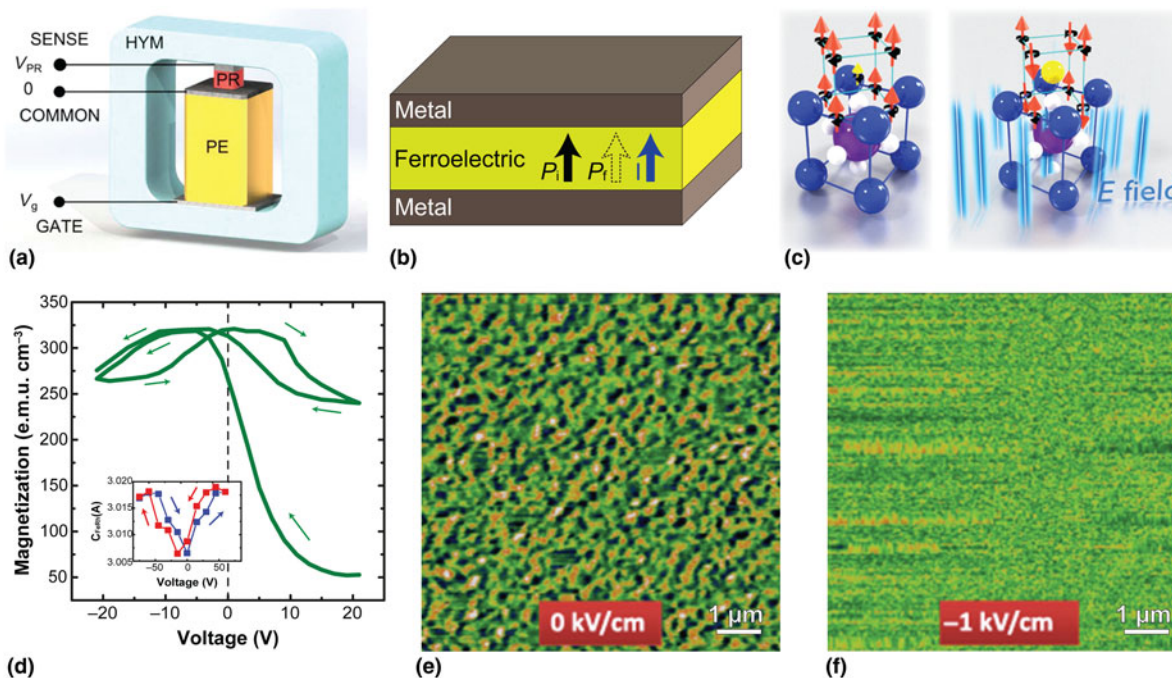 SENSE
HYM
V_PR
PR
0
COMMON
PE
V_g
GATE
(a)
Metal
Ferroelectric
P_i
P_f
I
Metal
(b)
E field
(c)
Magnetization (e.m.u. cm⁻³)
350
300
250
200
150
100
50
3.020
3.015
3.010
3.005
−50
0
50
Voltage (V)
−20
−10
0
10
20
Voltage (V)
(d)
0 kV/cm
1 μm
(e)
−1 kV/cm
1 μm
(f)